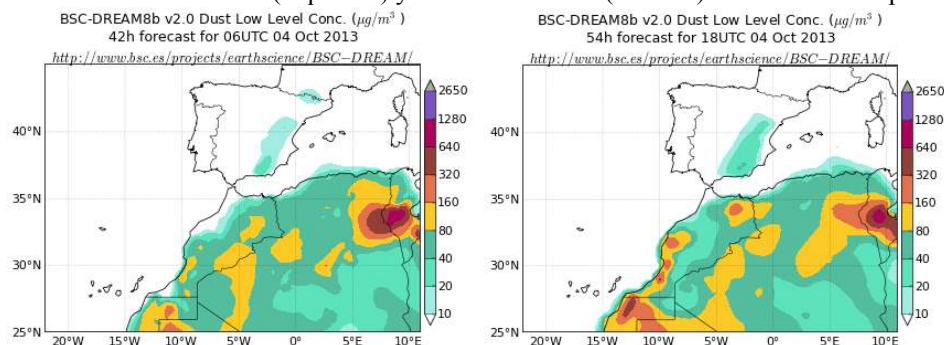 BSC-DREAM8b v2.0 Dust Low Level Conc. (μg/m³)
42h forecast for 06UTC 04 Oct 2013
http://www.bsc.es/projects/earthscience/BSC−DREAM/
40°N
35°N
30°N
25°N
20°W 15°W 10°W 5°W 0° 5°E 10°E
2650
1280
640
320
160
80
40
20
10
BSC-DREAM8b v2.0 Dust Low Level Conc. (μg/m³)
54h forecast for 18UTC 04 Oct 2013
http://www.bsc.es/projects/earthscience/BSC−DREAM/
40°N
35°N
30°N
25°N
20°W 15°W 10°W 5°W 0° 5°E 10°E
2650
1280
640
320
160
80
40
20
10